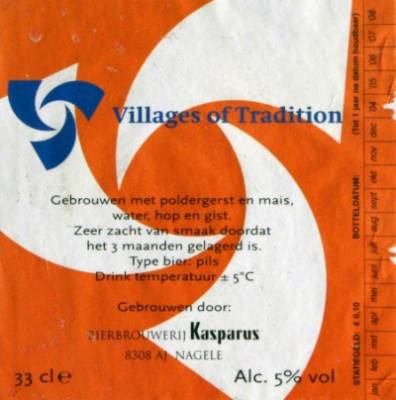 Villages of Tradition
Gebrouwen met poldergerst en mais,
water, hop en gist.
Zeer zacht van smaak doordat
het 3 maanden gelagerd is.
Type bier: pils
Drink temperatuur ± 5°C
Gebrouwen door:
BIERBROUWERIJ Kasparus
8308 AJ NAGELE
33 cl e
Alc. 5% vol
STATIEGELD: € 0,10 BOTTELDATUM: (Tot 1 jaar na datum houdbaar)
jan feb mrt apr mei juni juli aug sept okt nov dec '04 '05 '06 '07 '08